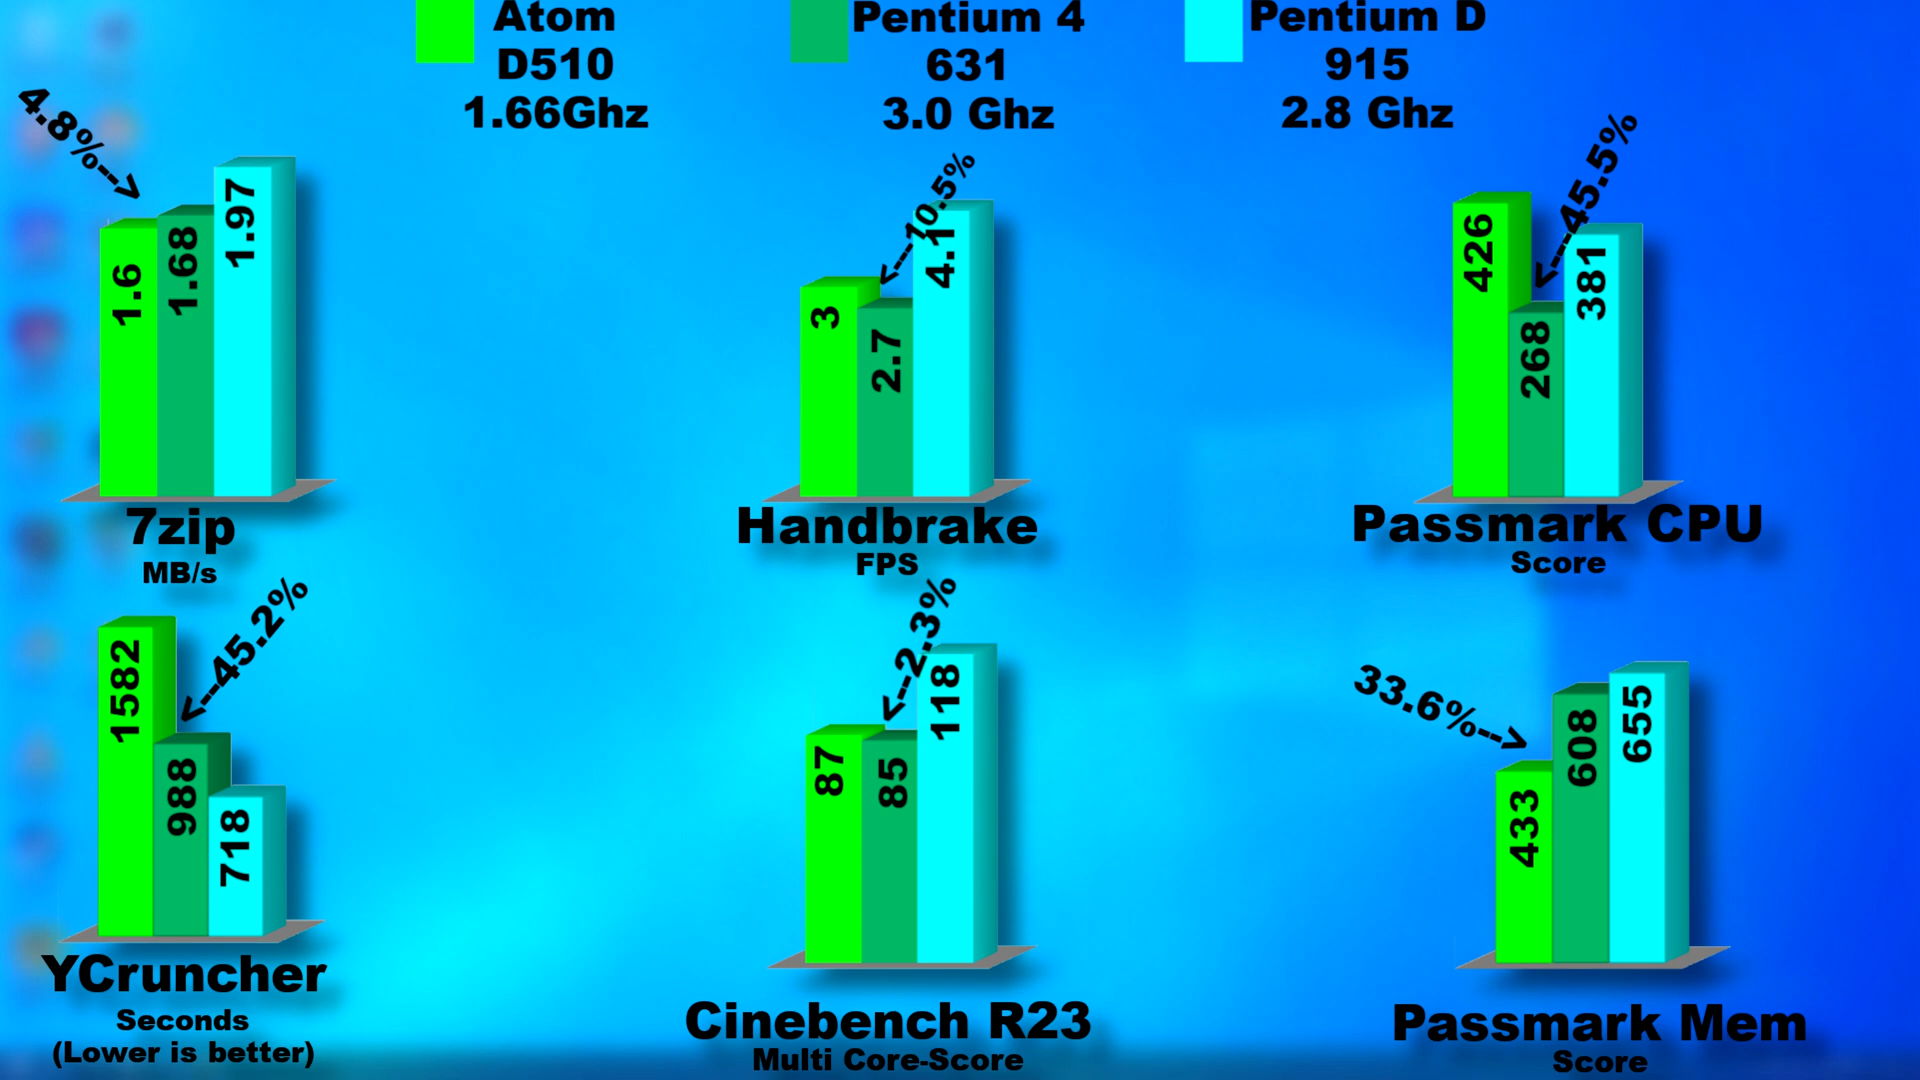 Atom
D510
1.66Ghz
Pentium 4
631
3.0 Ghz
Pentium D
915
2.8 Ghz
4.8%-->
1.6
1.68
1.97
7zip
MB/s
<---10.5%
3
2.7
4.1
Handbrake
FPS
<---45.5%
426
268
381
Passmark CPU
Score
<--45.2%
1582
988
718
YCruncher
Seconds
(Lower is better)
<--2.3%
87
85
118
Cinebench R23
Multi Core-Score
33.6%-->
433
608
655
Passmark Mem
Score